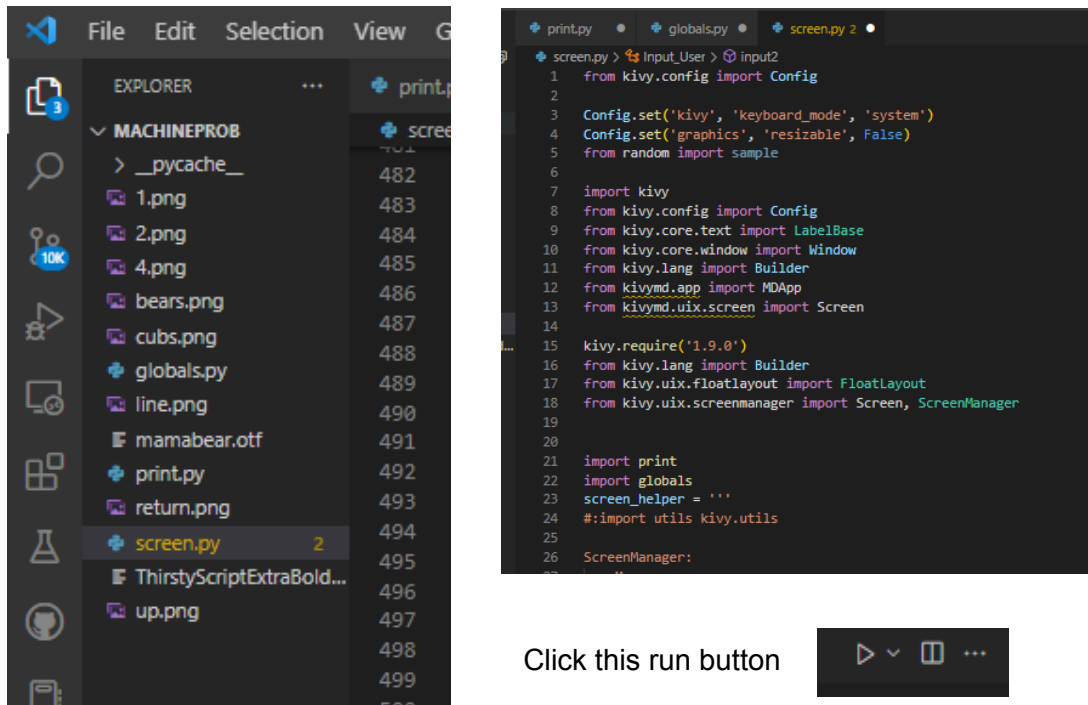 File Edit Selection View G
EXPLORER ...
MACHINEPROB
__pycache__
1.png
2.png
4.png
bears.png
cubs.png
globals.py
line.png
mamabear.otf
print.py
return.png
screen.py 2
ThirstyScriptExtraBold...
up.png
3
10K
print.p
scree
481
482
483
484
485
486
487
488
489
490
491
492
493
494
495
496
497
498
499
print.py globals.py screen.py 2
screen.py > Input_User > input2
1 from kivy.config import Config
2
3 Config.set('kivy', 'keyboard_mode', 'system')
4 Config.set('graphics', 'resizable', False)
5 from random import sample
6
7 import kivy
8 from kivy.config import Config
9 from kivy.core.text import LabelBase
10 from kivy.core.window import Window
11 from kivy.lang import Builder
12 from kivymd.app import MDApp
13 from kivymd.uix.screen import Screen
14
15 kivy.require('1.9.0')
16 from kivy.lang import Builder
17 from kivy.uix.floatlayout import FloatLayout
18 from kivy.uix.screenmanager import Screen, ScreenManager
19
20
21 import print
22 import globals
23 screen_helper = '''
24 #:import utils kivy.utils
25
26 ScreenManager:
Click this run button